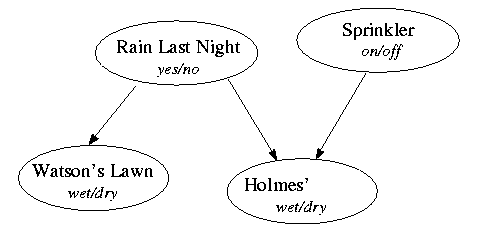 Rain Last Night
yes/no
Sprinkler
on/off
Watson's Lawn
wet/dry
Holmes'
wet/dry